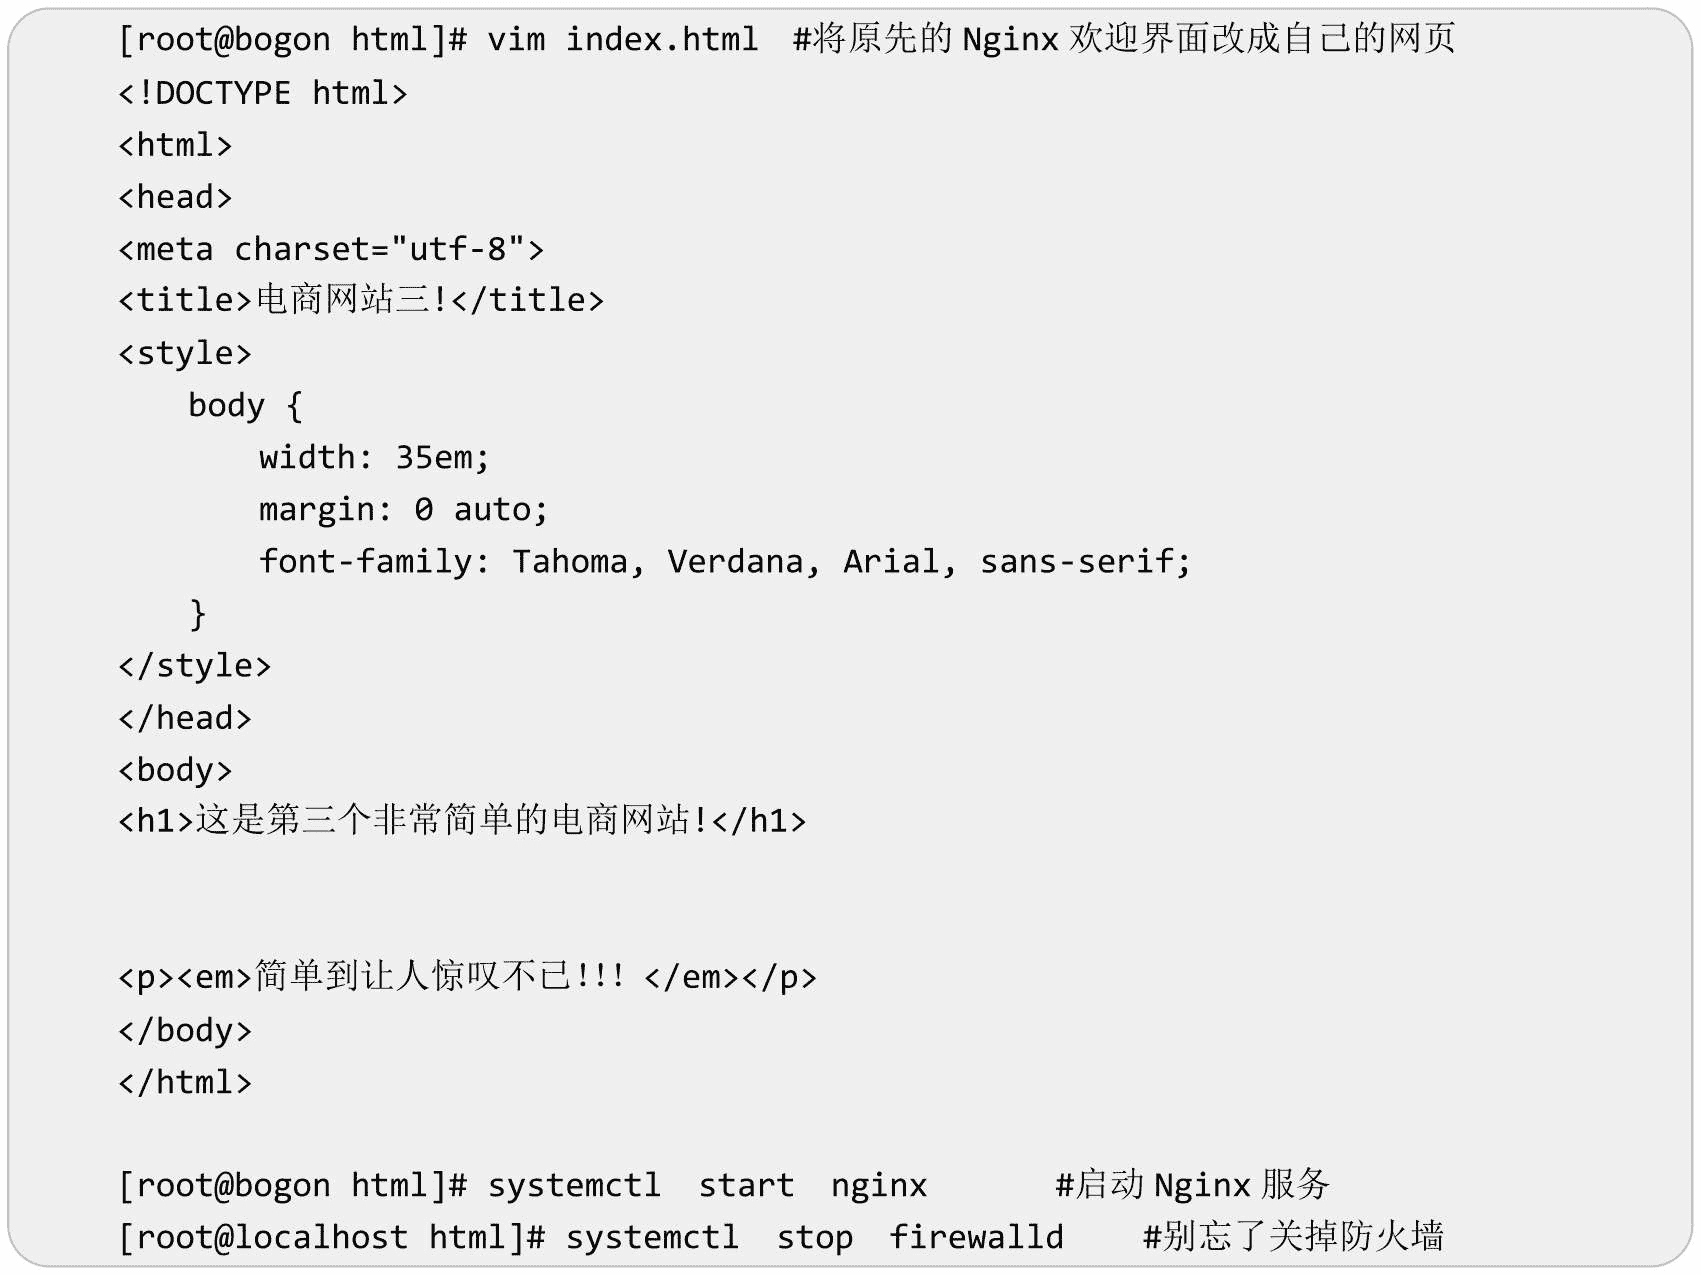 [root@bogon html]# vim index.html  #将原先的 Nginx 欢迎界面改成自己的网页
<!DOCTYPE html>
<html>
<head>
<meta charset="utf-8">
<title>电商网站三!</title>
<style>
    body {
        width: 35em;
        margin: 0 auto;
        font-family: Tahoma, Verdana, Arial, sans-serif;
    }
</style>
</head>
<body>
<h1>这是第三个非常简单的电商网站!</h1>
<p><em>简单到让人惊叹不已!!! </em></p>
</body>
</html>
[root@bogon html]# systemctl  start  nginx       #启动 Nginx 服务
[root@localhost html]# systemctl  stop  firewalld    #别忘了关掉防火墙